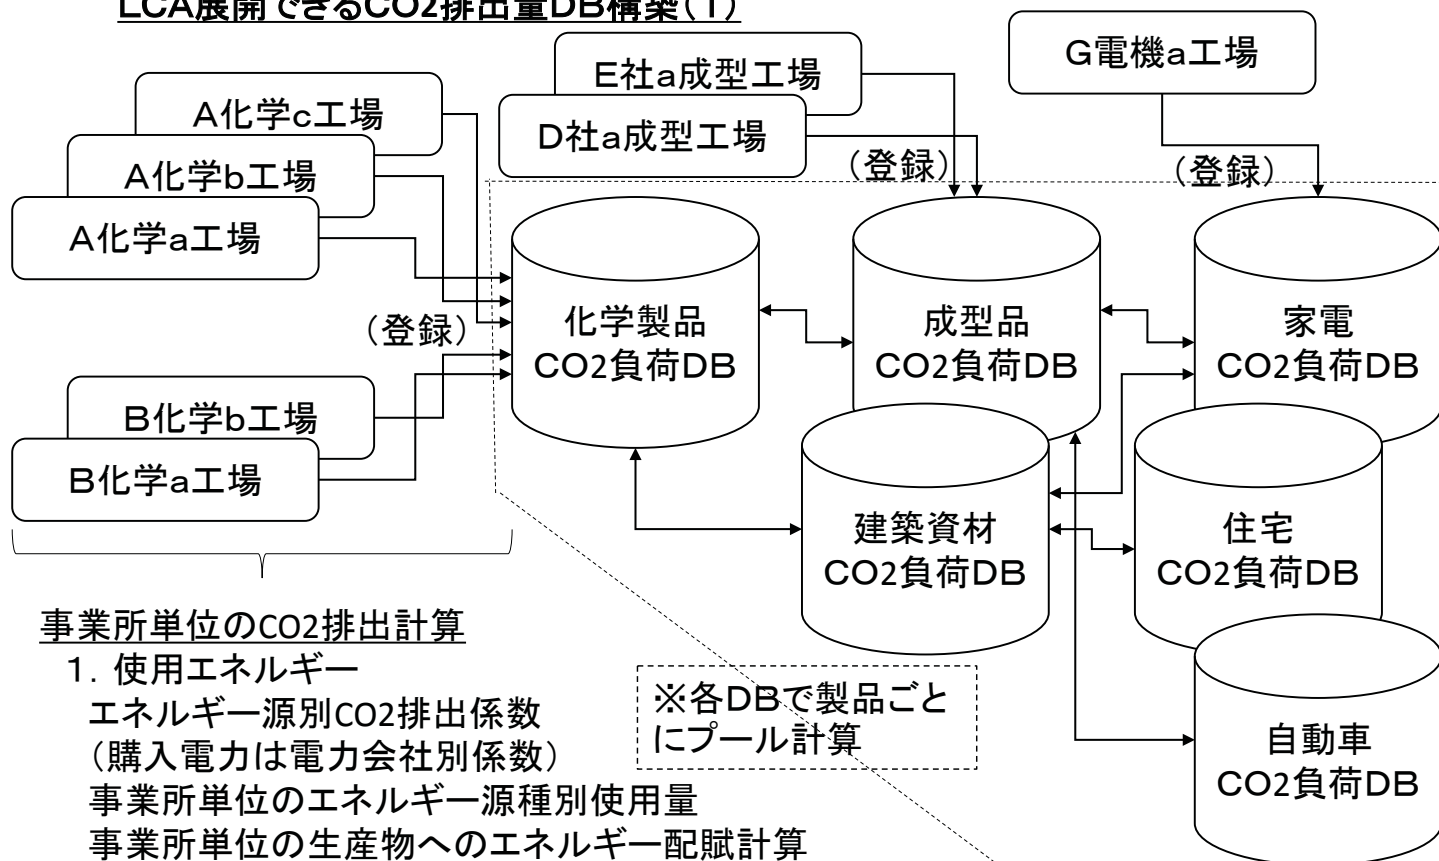 LCA展開できるCO2排出量DB構築(1)
E社a成型工場
G電機a工場
A化学c工場
D社a成型工場
A化学b工場
(登録)
(登録)
A化学a工場
(登録)
化学製品
CO2負荷DB
成型品
CO2負荷DB
家電
CO2負荷DB
B化学b工場
B化学a工場
建築資材
CO2負荷DB
住宅
CO2負荷DB
自動車
CO2負荷DB
事業所単位のCO2排出計算
1．使用エネルギー
エネルギー源別CO2排出係数
(購入電力は電力会社別係数)
事業所単位のエネルギー源種別使用量
事業所単位の生産物へのエネルギー配賦計算
※各DBで製品ごと
にプール計算